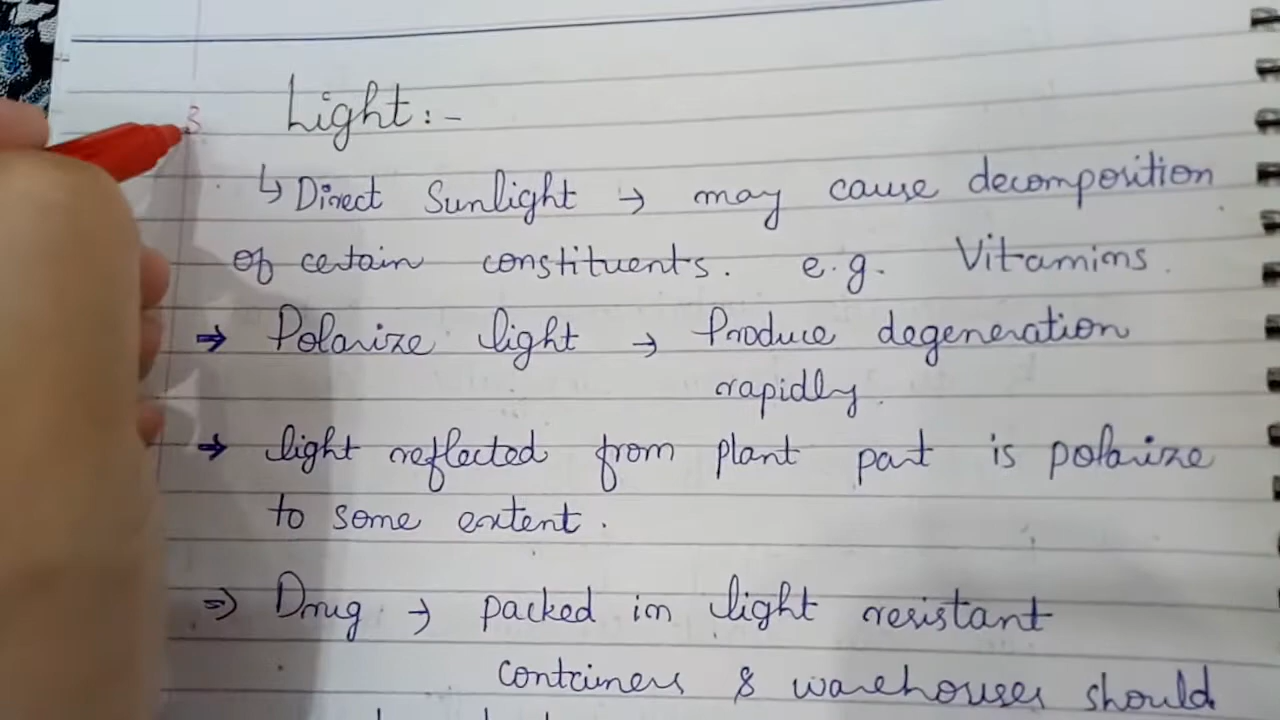 3 Light:-
↳ Direct Sunlight → may cause decomposition
of certain constituents. e.g. Vitamins.
⇒ Polarize light → Produce degeneration
rapidly.
⇒ light reflected from plant part is polarize
to some extent.
⇒ Drug → packed in light resistant
containers & warehouses should